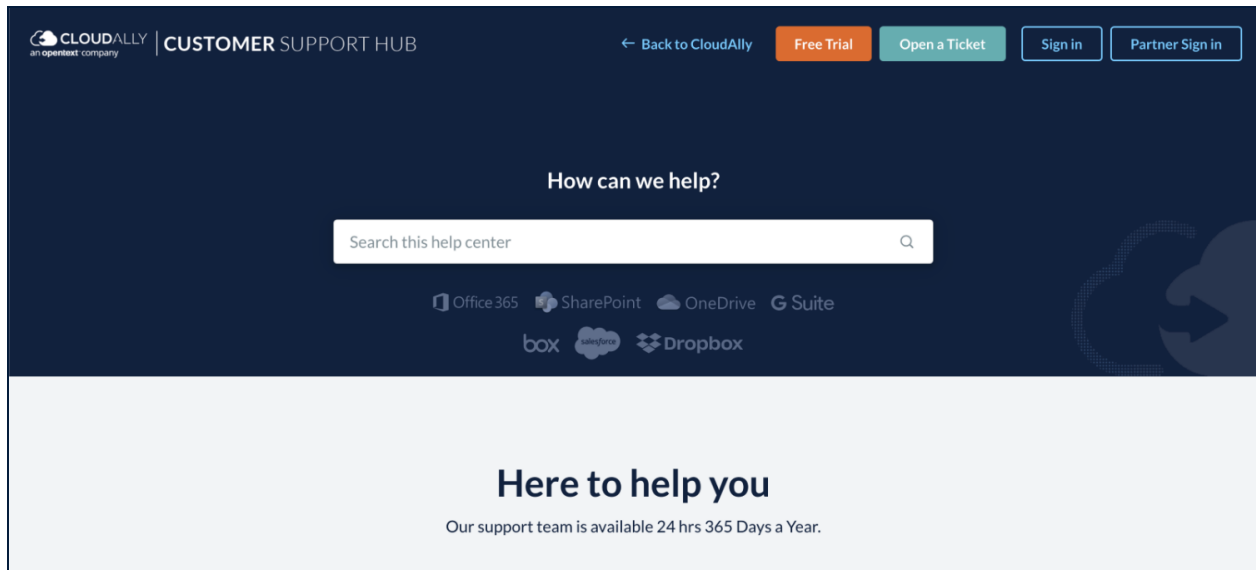 CLOUDALLY
an opentext company
CUSTOMER SUPPORT HUB
← Back to CloudAlly
Free Trial
Open a Ticket
Sign in
Partner Sign in
How can we help?
Search this help center
Office 365 SharePoint OneDrive G Suite
box salesforce Dropbox
Here to help you
Our support team is available 24 hrs 365 Days a Year.